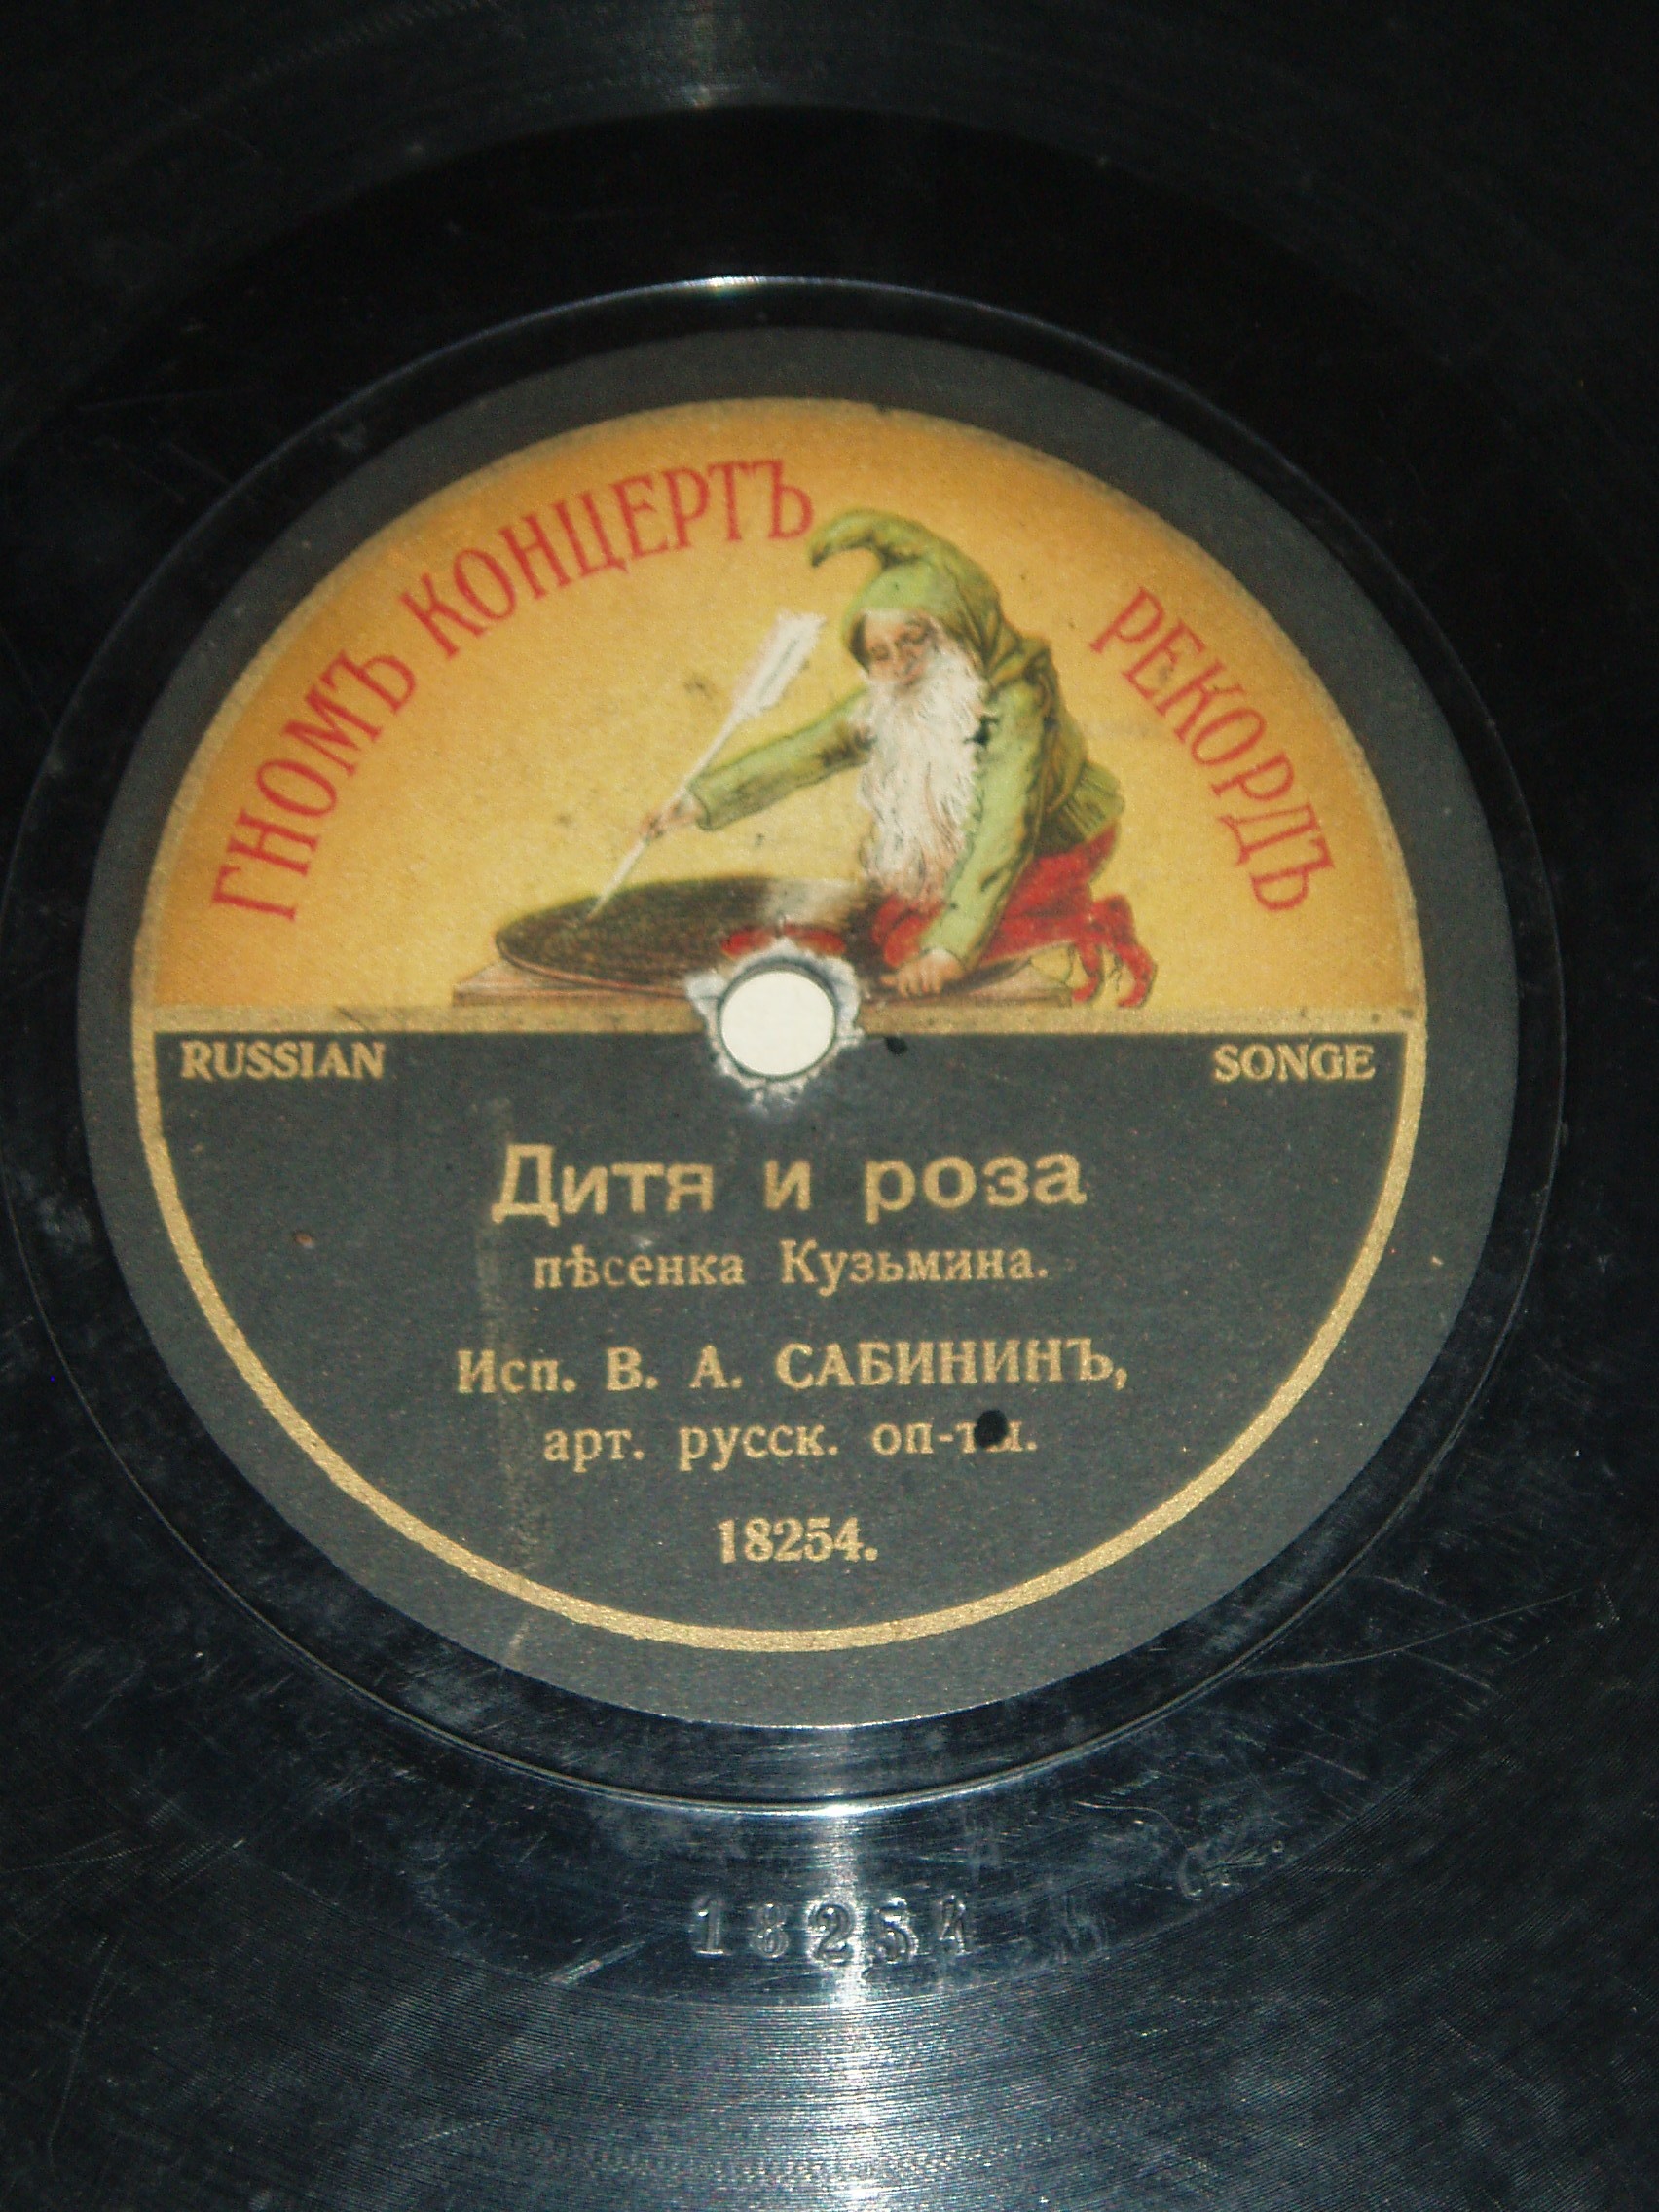 ГНОМЪ КОНЦЕРТЪ РЕКОРДЪ
RUSSIAN SONGE
Дитя и роза
пѣсенка Кузьмина.
Исп. В. А. САБИНИНЪ,
арт. русск. оп-ты.
18254.
18254